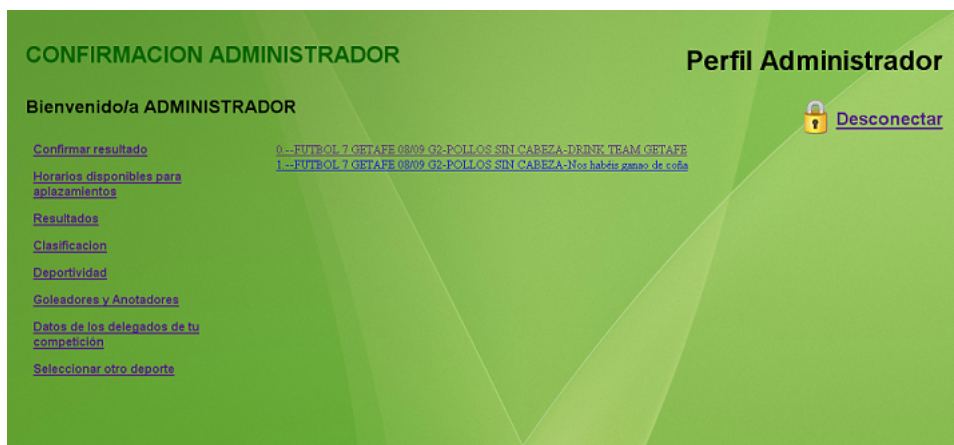 CONFIRMACION ADMINISTRADOR
Perfil Administrador
Bienvenido/a ADMINISTRADOR
Desconectar
Confirmar resultado
Horarios disponibles para
aplazamientos
Resultados
Clasificacion
Deportividad
Goleadores y Anotadores
Datos de los delegados de tu
competición
Seleccionar otro deporte
0.--FUTBOL 7 GETAFE 08/09 G2-POLLOS SIN CABEZA-DRINK TEAM GETAFE
1.--FUTBOL 7 GETAFE 08/09 G2-POLLOS SIN CABEZA-Nos habéis ganao de coña